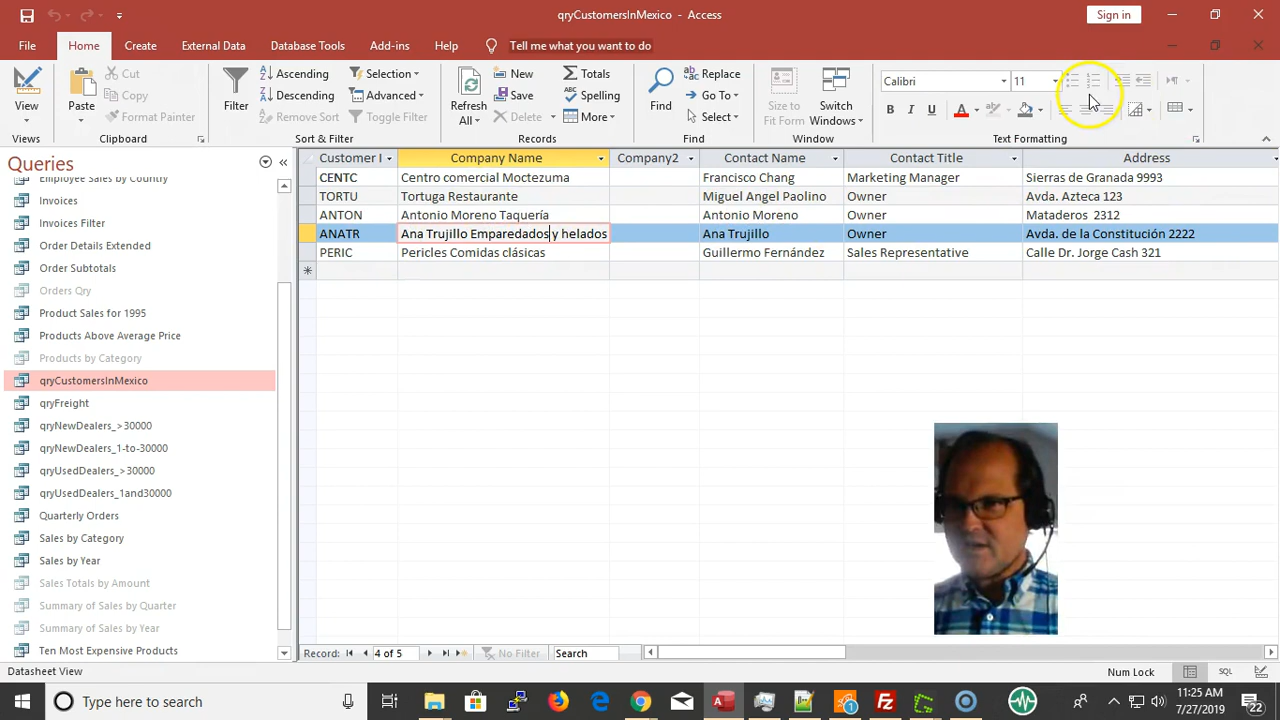 qryCustomersInMexico - Access
Sign in
File Home Create External Data Database Tools Add-ins Help Tell me what you want to do
View
Views
Paste
Cut
Copy
Format Painter
Clipboard
Filter
Ascending
Descending
Remove Sort
Selection
Advanced
Toggle Filter
Sort & Filter
Refresh
All
New
Save
Delete
Totals
Spelling
More
Records
Find
Replace
Go To
Select
Find
Size to
Fit Form
Switch
Windows
Window
Calibri 11
B I U A
Text Formatting
Queries
Employee Sales by Country
Invoices
Invoices Filter
Order Details Extended
Order Subtotals
Orders Qry
Product Sales for 1995
Products Above Average Price
Products by Category
qryCustomersInMexico
qryFreight
qryNewDealers_>30000
qryNewDealers_1-to-30000
qryUsedDealers_>30000
qryUsedDealers_1and30000
Quarterly Orders
Sales by Category
Sales by Year
Sales Totals by Amount
Summary of Sales by Quarter
Summary of Sales by Year
Ten Most Expensive Products
Customer I Company Name Company2 Contact Name Contact Title Address
CENTC Centro comercial Moctezuma Francisco Chang Marketing Manager Sierras de Granada 9993
TORTU Tortuga Restaurante Miguel Angel Paolino Owner Avda. Azteca 123
ANTON Antonio Moreno Taquería Antonio Moreno Owner Mataderos 2312
ANATR Ana Trujillo Emparedados y helados Ana Trujillo Owner Avda. de la Constitución 2222
PERIC Pericles Comidas clásicas Guillermo Fernández Sales Representative Calle Dr. Jorge Cash 321
Record: 4 of 5 No Filter Search
Datasheet View
Num Lock
SQL
Type here to search
11:25 AM
7/27/2019
22